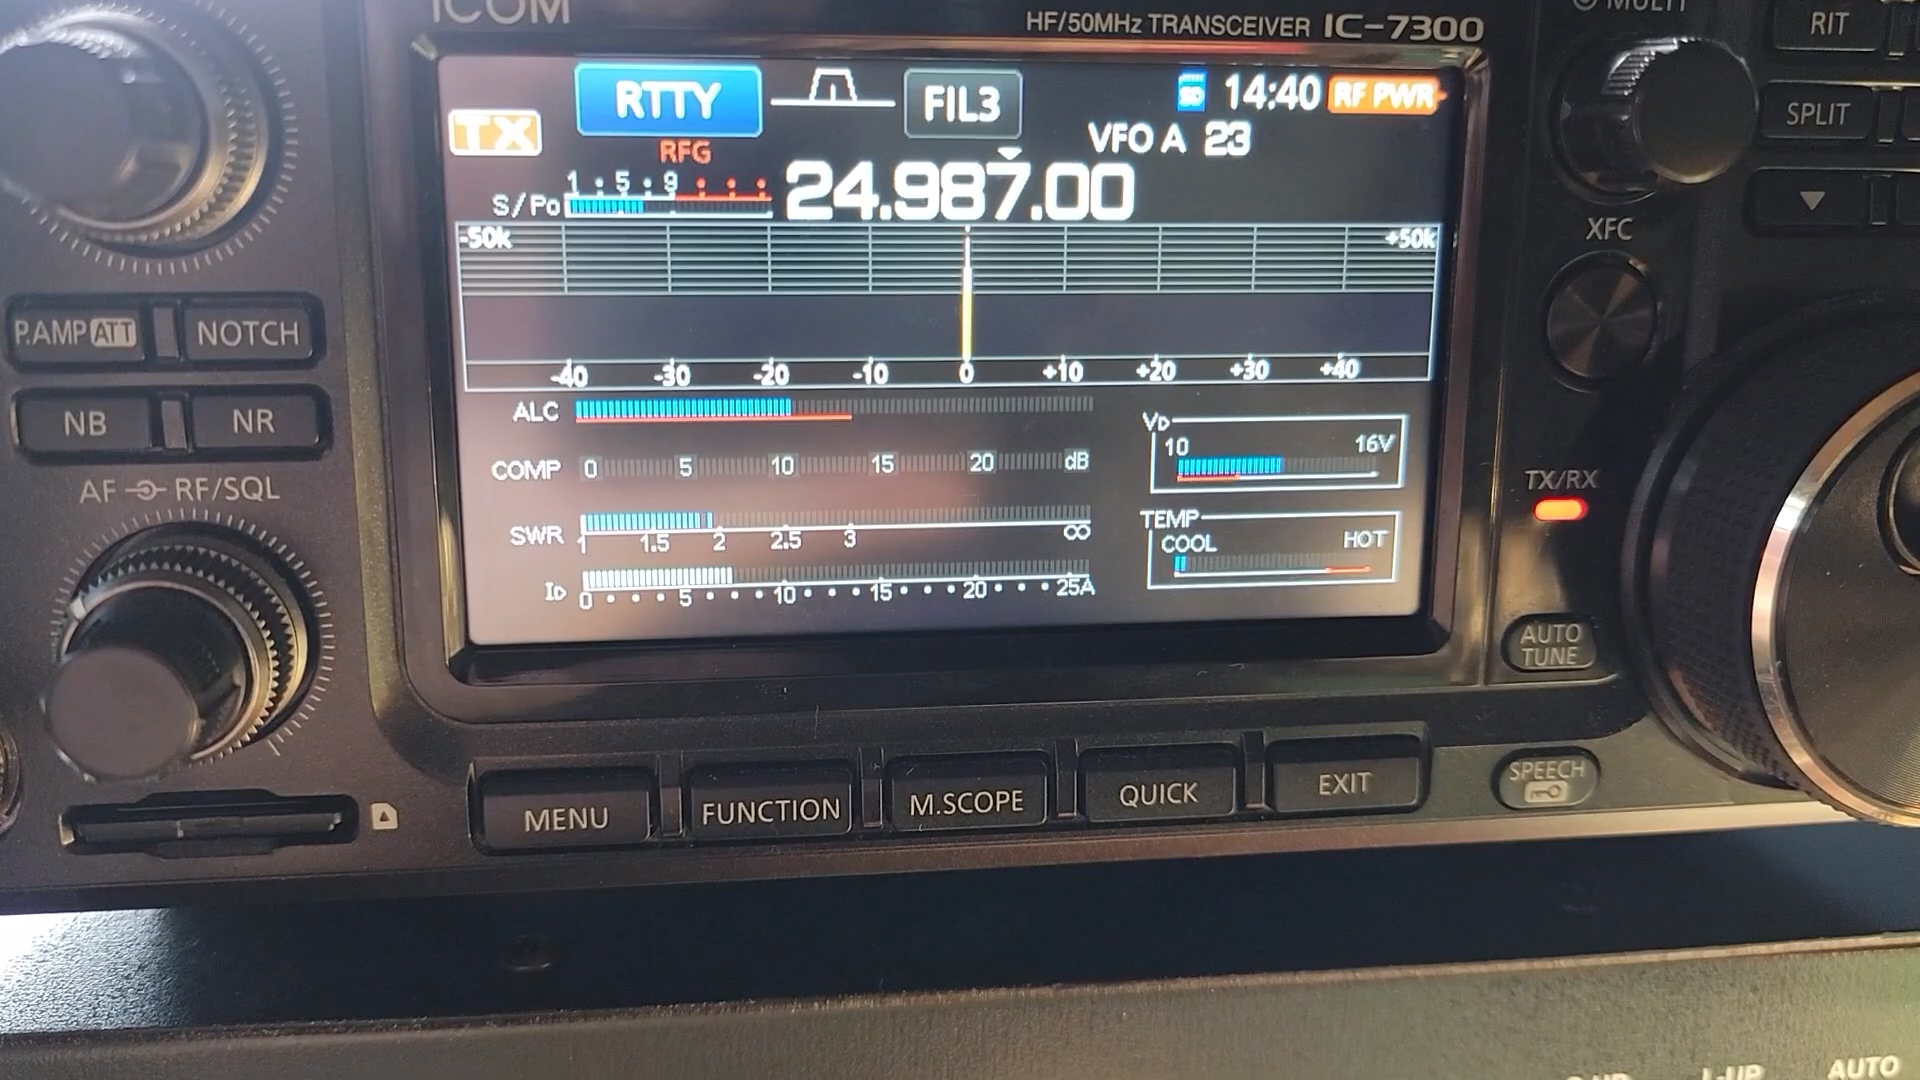 ICOM
HF/50MHz TRANSCEIVER IC-7300
MULTI
RIT
SPLIT
XFC
TX
RTTY
FIL3
SD
14:40
RF PWR
RFG
VFO A 23
1 5 9
S/Po
24.987.00
-50k
+50k
-40 -30 -20 -10 0 +10 +20 +30 +40
ALC
COMP 0 5 10 15 20 dB
SWR 1 1.5 2 2.5 3 ∞
ID 0 5 10 15 20 25A
VD
10 16V
TEMP
COOL HOT
P.AMP ATT
NOTCH
NB
NR
AF RF/SQL
TX/RX
AUTO
TUNE
SPEECH
MENU
FUNCTION
M.SCOPE
QUICK
EXIT
L-UP
AUTO